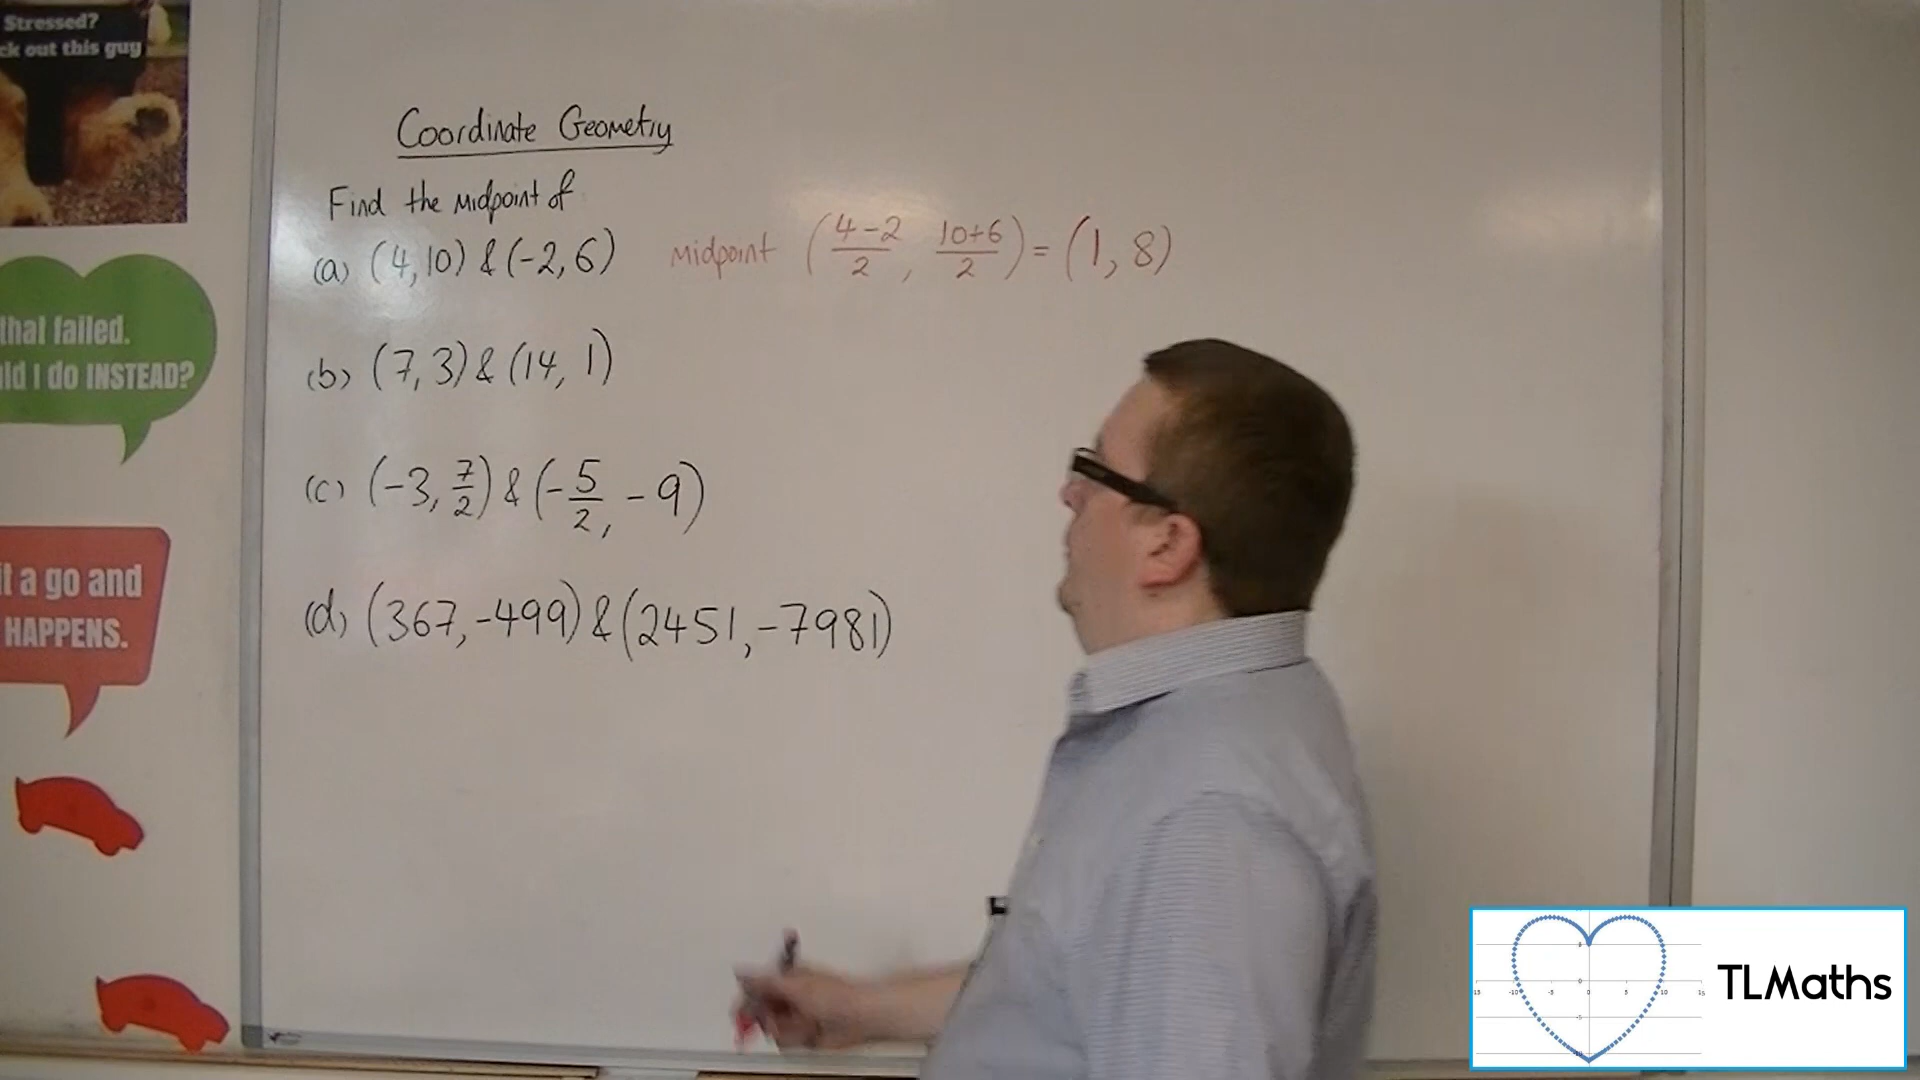 Stressed?
ck out this guy
Coordinate Geometry
Find the midpoint of
(a) (4,10) & (-2,6) midpoint (4-2/2, 10+6/2) = (1, 8)
(b) (7,3) & (14, 1)
(c) (-3, 7/2) & (-5/2, -9)
(d) (367,-499) & (2451,-7981)
that failed.
ld I do INSTEAD?
it a go and
HAPPENS.
TLMaths